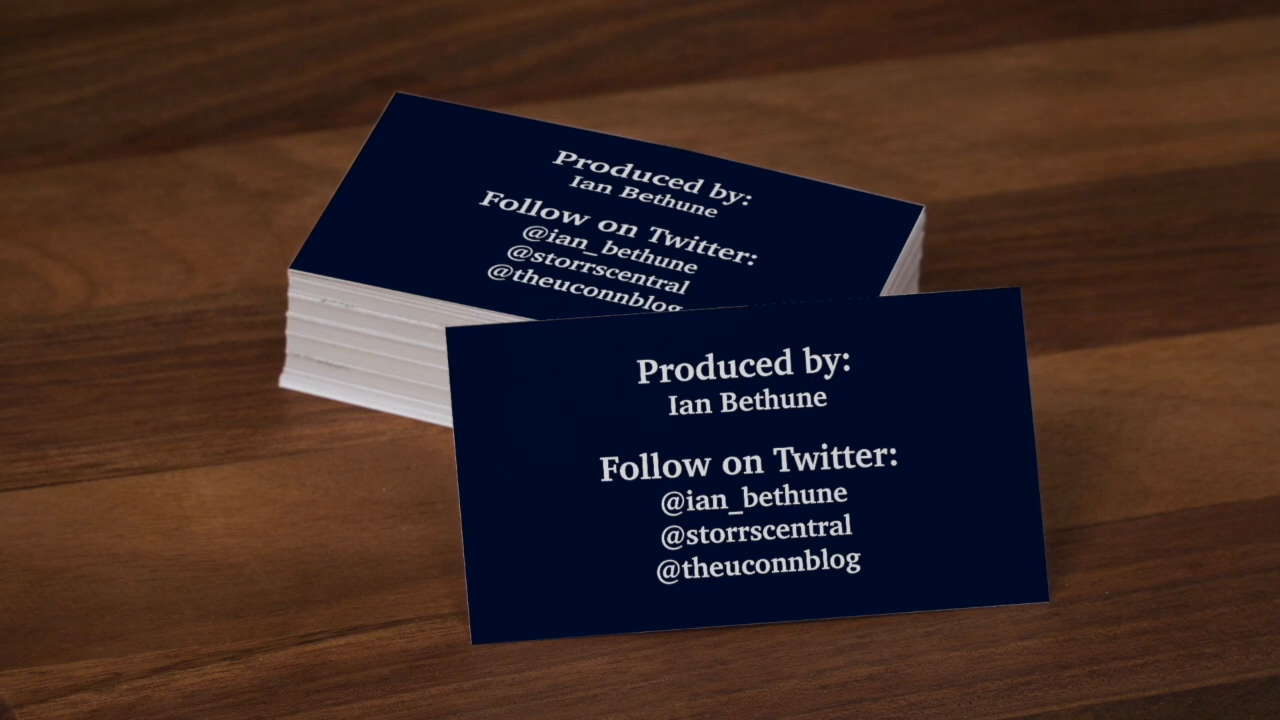 Produced by:
Ian Bethune
Follow on Twitter:
@ian_bethune
@storrscentral
@theuconnblog
Produced by:
Ian Bethune
Follow on Twitter:
@ian_bethune
@storrscentral
@theuconnblog